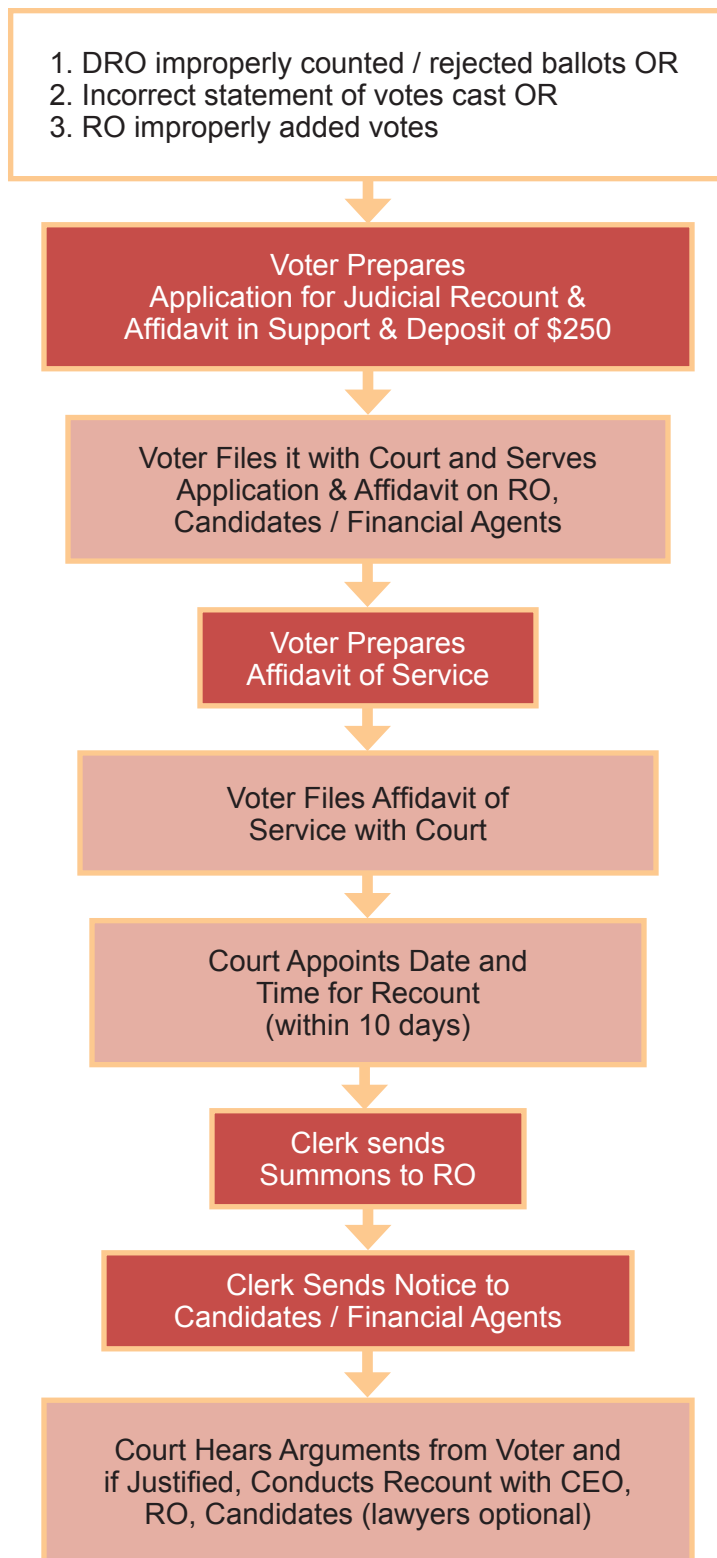 1. DRO improperly counted / rejected ballots OR
2. Incorrect statement of votes cast OR
3. RO improperly added votes
Voter Prepares
Application for Judicial Recount &
Affidavit in Support & Deposit of $250
Voter Files it with Court and Serves
Application & Affidavit on RO,
Candidates / Financial Agents
Voter Prepares
Affidavit of Service
Voter Files Affidavit of
Service with Court
Court Appoints Date and
Time for Recount
(within 10 days)
Clerk sends
Summons to RO
Clerk Sends Notice to
Candidates / Financial Agents
Court Hears Arguments from Voter and
if Justified, Conducts Recount with CEO,
RO, Candidates (lawyers optional)